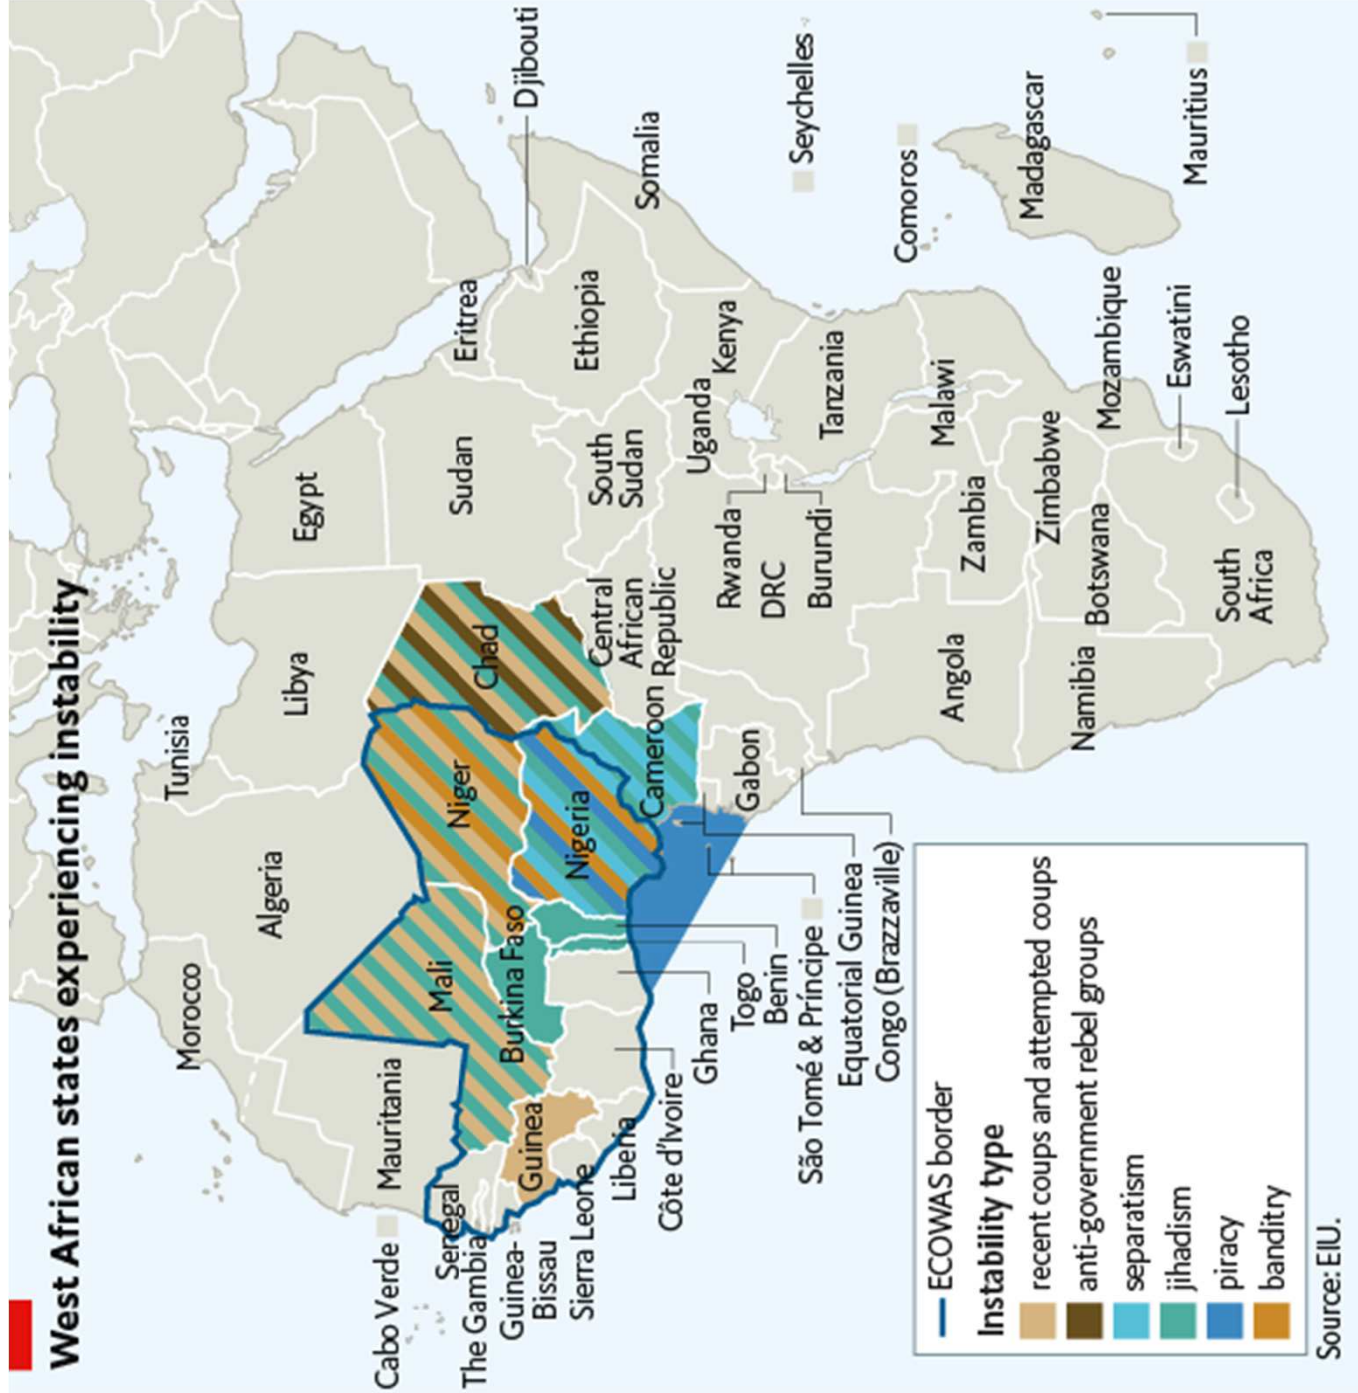 West African states experiencing instability
Tunisia
Morocco
Algeria
Libya
Egypt
Mauritania
Mali
Niger
Chad
Sudan
Eritrea
Djibouti
Cabo Verde
Senegal
The Gambia
Guinea-
Bissau
Guinea
Sierra Leone
Liberia
Côte d'Ivoire
Burkina Faso
Ghana
Togo
Benin
Nigeria
Cameroon
Central
African
Republic
South
Sudan
Ethiopia
Somalia
São Tomé & Príncipe
Equatorial Guinea
Congo (Brazzaville)
Gabon
Rwanda
DRC
Burundi
Uganda
Kenya
Tanzania
Seychelles
Comoros
Angola
Zambia
Malawi
Mozambique
Madagascar
Mauritius
Namibia
Botswana
Zimbabwe
Eswatini
Lesotho
South
Africa
ECOWAS border
Instability type
recent coups and attempted coups
anti-government rebel groups
separatism
jihadism
piracy
banditry
Source: EIU.